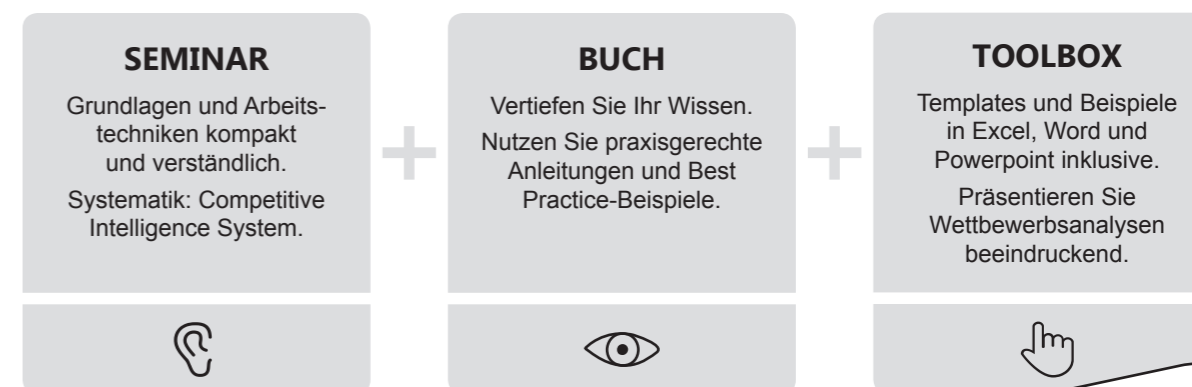 SEMINAR
Grundlagen und Arbeits-
techniken kompakt
und verständlich.
Systematik: Competitive
Intelligence System.
+
BUCH
Vertiefen Sie Ihr Wissen.
Nutzen Sie praxisgerechte
Anleitungen und Best
Practice-Beispiele.
+
TOOLBOX
Templates und Beispiele
in Excel, Word und
Powerpoint inklusive.
Präsentieren Sie
Wettbewerbsanalysen
beeindruckend.